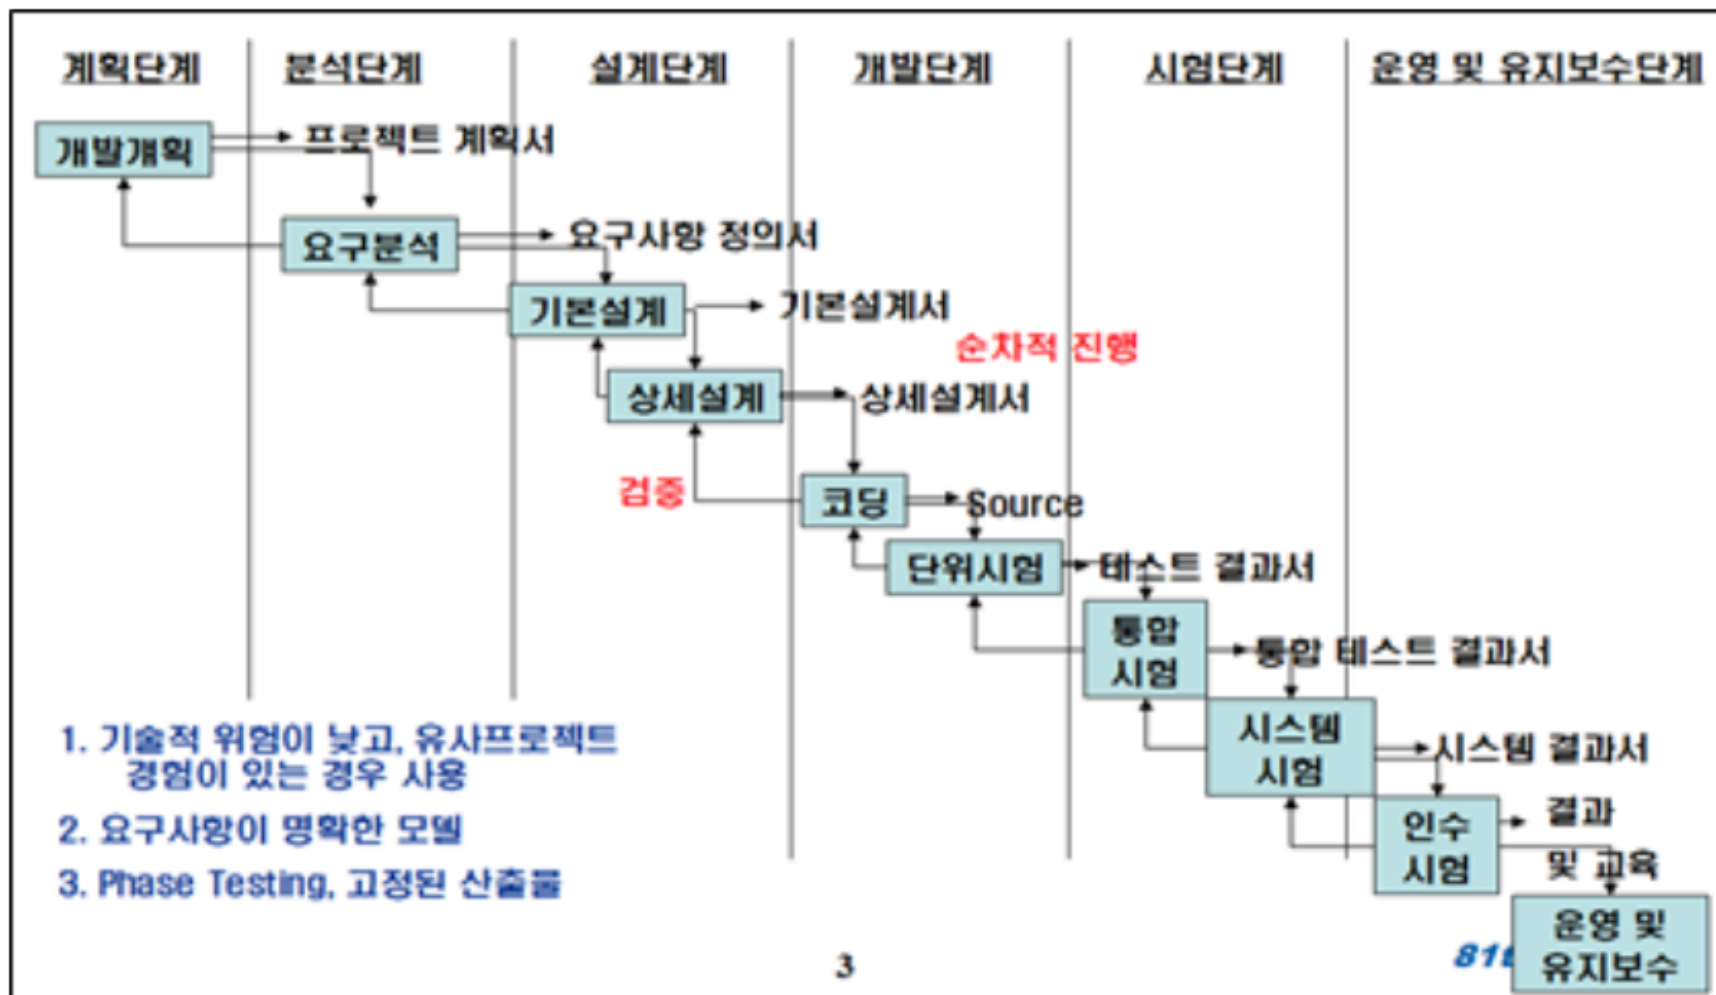 계획단계
분석단계
설계단계
개발단계
시험단계
운영 및 유지보수단계
개발계획
프로젝트 계획서
요구분석
요구사항 정의서
기본설계
기본설계서
순차적 진행
상세설계
상세설계서
검증
코딩
Source
단위시험
테스트 결과서
통합
시험
통합 테스트 결과서
시스템
시험
시스템 결과서
인수
시험
결과
및 교육
운영 및
유지보수
1. 기술적 위험이 낮고, 유사프로젝트
경험이 있는 경우 사용
2. 요구사항이 명확한 모델
3. Phase Testing, 고정된 산출물
3